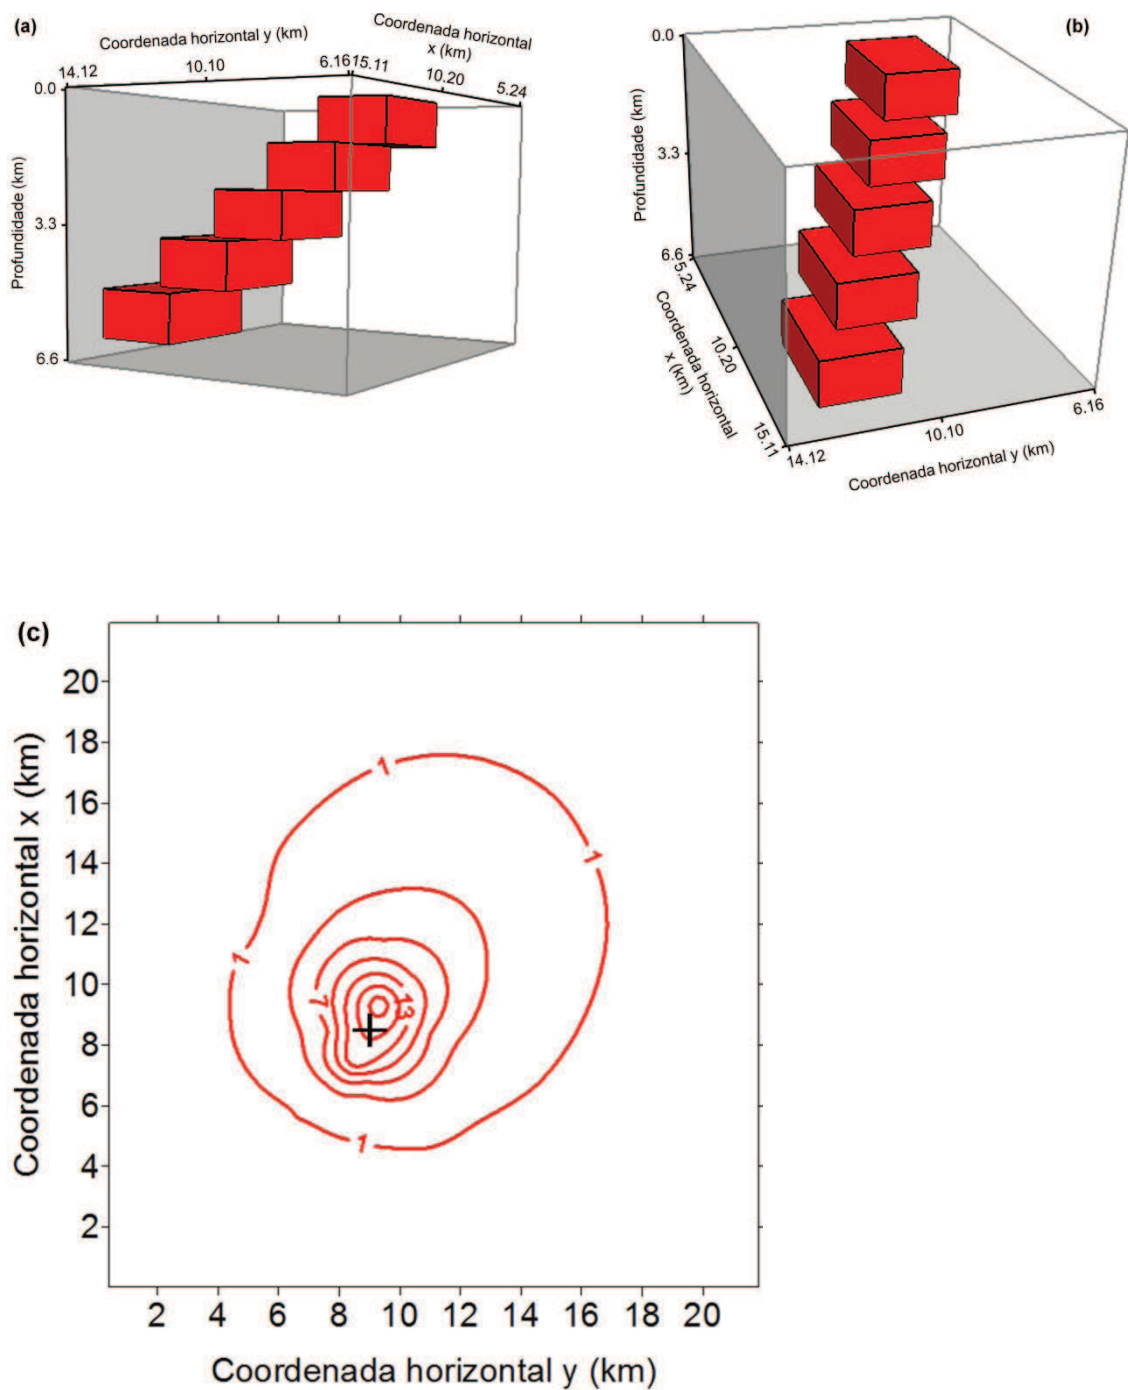 (a)
Coordenada horizontal y (km)
Coordenada horizontal
x (km)
14.12
10.10
6.16
15.11
10.20
5.24
0.0
3.3
6.6
Profundidade (km)
(b)
0.0
3.3
6.6
Profundidade (km)
5.24
10.20
15.11
Coordenada horizontal
x (km)
14.12
10.10
6.16
Coordenada horizontal y (km)
(c)
20
18
16
14
12
10
8
6
4
2
Coordenada horizontal x (km)
1
1
1
7
13
1
2 4 6 8 10 12 14 16 18 20
Coordenada horizontal y (km)